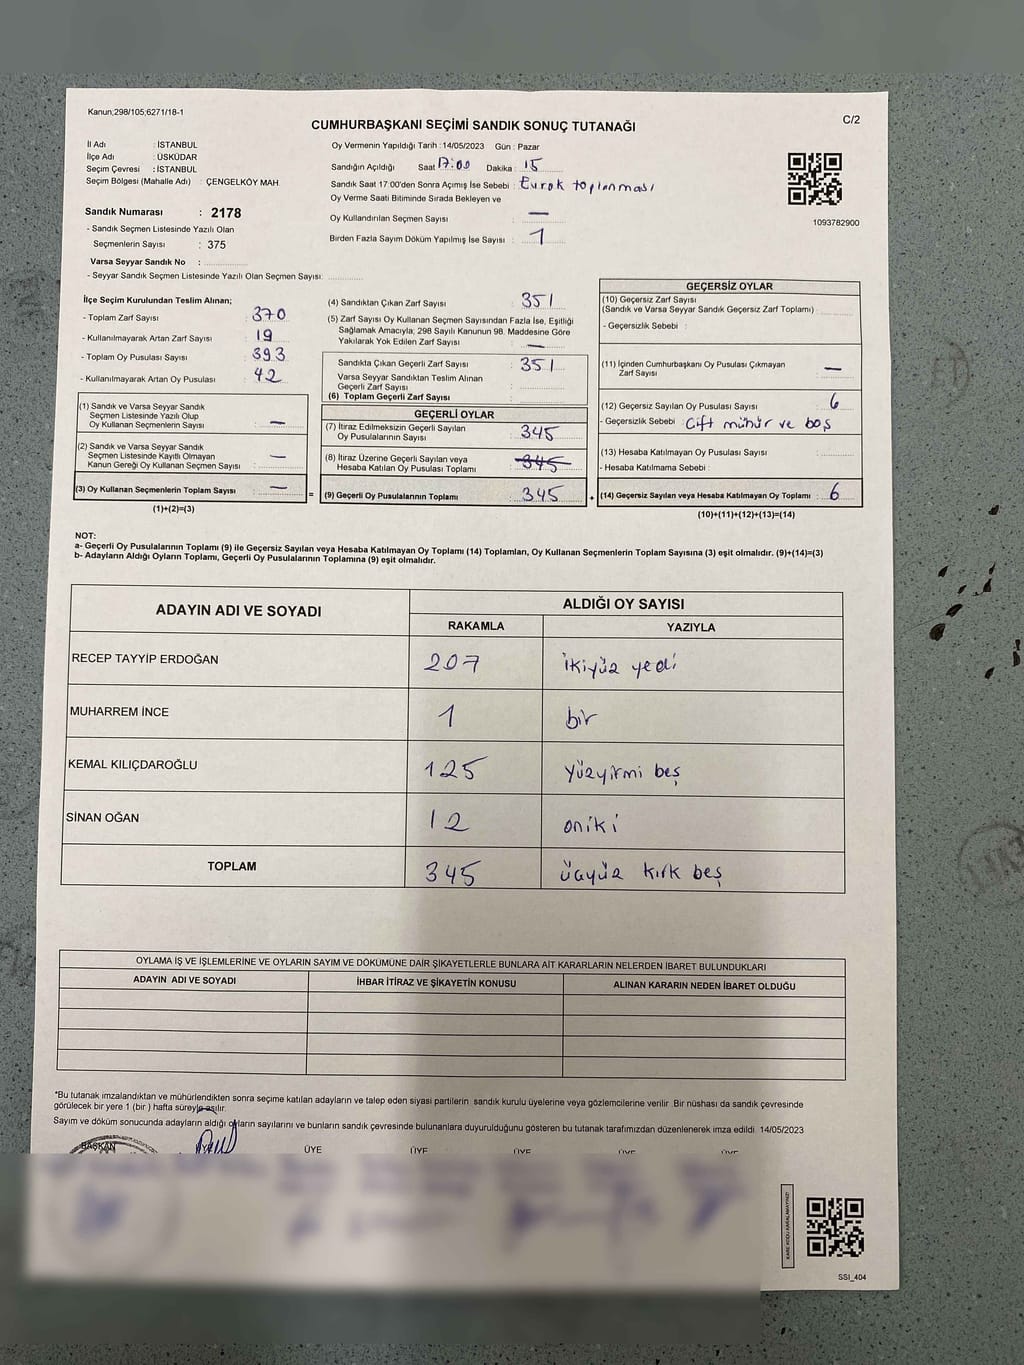 Kanun;298/105;6271/18-1
CUMHURBAŞKANI SEÇİMİ SANDIK SONUÇ TUTANAĞI
C/2
İl Adı : İSTANBUL
İlçe Adı : ÜSKÜDAR
Seçim Çevresi : İSTANBUL
Seçim Bölgesi (Mahalle Adı) : ÇENGELKÖY MAH.
Sandık Numarası : 2178
- Sandık Seçmen Listesinde Yazılı Olan
Seçmenlerin Sayısı : 375
Varsa Seyyar Sandık No :
- Seyyar Sandık Seçmen Listesinde Yazılı Olan Seçmen Sayısı:
Oy Vermenin Yapıldığı Tarih : 14/05/2023 Gün : Pazar
Sandığın Açıldığı Saat 17:00 Dakika : 15
Sandık Saat 17:00'den Sonra Açımış İse Sebebi : Evrak toplanması
Oy Verme Saati Bitiminde Sırada Bekleyen ve
Oy Kullandırılan Seçmen Sayısı : —
Birden Fazla Sayım Döküm Yapılmış İse Sayısı : 1
1093782900
İlçe Seçim Kurulundan Teslim Alınan;
- Toplam Zarf Sayısı : 370
- Kullanılmayarak Artan Zarf Sayısı : 19
- Toplam Oy Pusulası Sayısı : 393
- Kullanılmayarak Artan Oy Pusulası : 42
(1) Sandık ve Varsa Seyyar Sandık
Seçmen Listesinde Yazılı Olup
Oy Kullanan Seçmenlerin Sayısı : —
(2) Sandık ve Varsa Seyyar Sandık
Seçmen Listesinde Kayıtlı Olmayan
Kanun Gereği Oy Kullanan Seçmen Sayısı : —
(3) Oy Kullanan Seçmenlerin Toplam Sayısı : —
(1)+(2)=(3)
(4) Sandıktan Çıkan Zarf Sayısı : 351
(5) Zarf Sayısı Oy Kullanan Seçmen Sayısından Fazla İse, Eşitliği
Sağlamak Amacıyla; 298 Sayılı Kanunun 98. Maddesine Göre
Yakılarak Yok Edilen Zarf Sayısı : —
Sandıkta Çıkan Geçerli Zarf Sayısı : 351
Varsa Seyyar Sandıktan Teslim Alınan
Geçerli Zarf Sayısı :
(6) Toplam Geçerli Zarf Sayısı :
GEÇERLİ OYLAR
(7) İtiraz Edilmeksizin Geçerli Sayılan
Oy Pusulalarının Sayısı : 345
(8) İtiraz Üzerine Geçerli Sayılan veya
Hesaba Katılan Oy Pusulası Toplamı : 345
= (9) Geçerli Oy Pusulalarının Toplamı : 345 +
GEÇERSİZ OYLAR
(10) Geçersiz Zarf Sayısı
(Sandık ve Varsa Seyyar Sandık Geçersiz Zarf Toplamı) :
- Geçersizlik Sebebi :
(11) İçinden Cumhurbaşkanı Oy Pusulası Çıkmayan
Zarf Sayısı : —
(12) Geçersiz Sayılan Oy Pusulası Sayısı : 6
- Geçersizlik Sebebi : Çift mühür ve boş
(13) Hesaba Katılmayan Oy Pusulası Sayısı :
- Hesaba Katılmama Sebebi :
(14) Geçersiz Sayılan veya Hesaba Katılmayan Oy Toplamı : 6
(10)+(11)+(12)+(13)=(14)
NOT:
a- Geçerli Oy Pusulalarının Toplamı (9) ile Geçersiz Sayılan veya Hesaba Katılmayan Oy Toplamı (14) Toplamları, Oy Kullanan Seçmenlerin Toplam Sayısına (3) eşit olmalıdır. (9)+(14)=(3)
b- Adayların Aldığı Oyların Toplamı, Geçerli Oy Pusulalarının Toplamına (9) eşit olmalıdır.
ADAYIN ADI VE SOYADI
ALDIĞI OY SAYISI
RAKAMLA YAZIYLA
RECEP TAYYİP ERDOĞAN 207 ikiyüz yedi
MUHARREM İNCE 1 bir
KEMAL KILIÇDAROĞLU 125 yüzyirmi beş
SİNAN OĞAN 12 oniki
TOPLAM 345 üçyüz kırk beş
OYLAMA İŞ VE İŞLEMLERİNE VE OYLARIN SAYIM VE DÖKÜMÜNE DAİR ŞİKAYETLERLE BUNLARA AİT KARARLARIN NELERDEN İBARET BULUNDUKLARI
ADAYIN ADI VE SOYADI İHBAR İTİRAZ VE ŞİKAYETİN KONUSU ALINAN KARARIN NEDEN İBARET OLDUĞU
*Bu tutanak imzalandıktan ve mühürlendikten sonra seçime katılan adayların ve talep eden siyasi partilerin sandık kurulu üyelerine veya gözlemcilerine verilir .Bir nüshası da sandık çevresinde
görülecek bir yere 1 (bir ) hafta süreyle asılır.
Sayım ve döküm sonucunda adayların aldığı oyların sayılarını ve bunların sandık çevresinde bulunanlara duyurulduğunu gösteren bu tutanak tarafımızdan düzenlenerek imza edildi. 14/05/2023
BAŞKAN ÜYE ÜYE ÜYE ÜYE ÜYE
KARE KODU KARALAMAYINIZ!
SSI_404